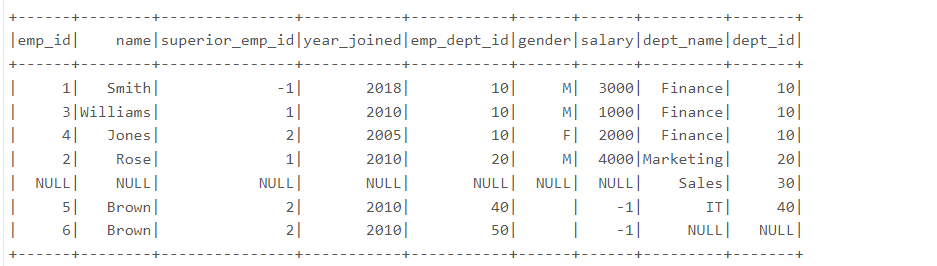 +------+--------+---------------+-----------+-----------+------+------+---------+-------+
|emp_id|    name|superior_emp_id|year_joined|emp_dept_id|gender|salary|dept_name|dept_id|
+------+--------+---------------+-----------+-----------+------+------+---------+-------+
|     1|   Smith|             -1|       2018|         10|     M|  3000|  Finance|     10|
|     3|Williams|              1|       2010|         10|     M|  1000|  Finance|     10|
|     4|   Jones|              2|       2005|         10|     F|  2000|  Finance|     10|
|     2|    Rose|              1|       2010|         20|     M|  4000|Marketing|     20|
|  NULL|    NULL|           NULL|       NULL|       NULL|  NULL|  NULL|    Sales|     30|
|     5|   Brown|              2|       2010|         40|      |    -1|       IT|     40|
|     6|   Brown|              2|       2010|         50|      |    -1|     NULL|   NULL|
+------+--------+---------------+-----------+-----------+------+------+---------+-------+